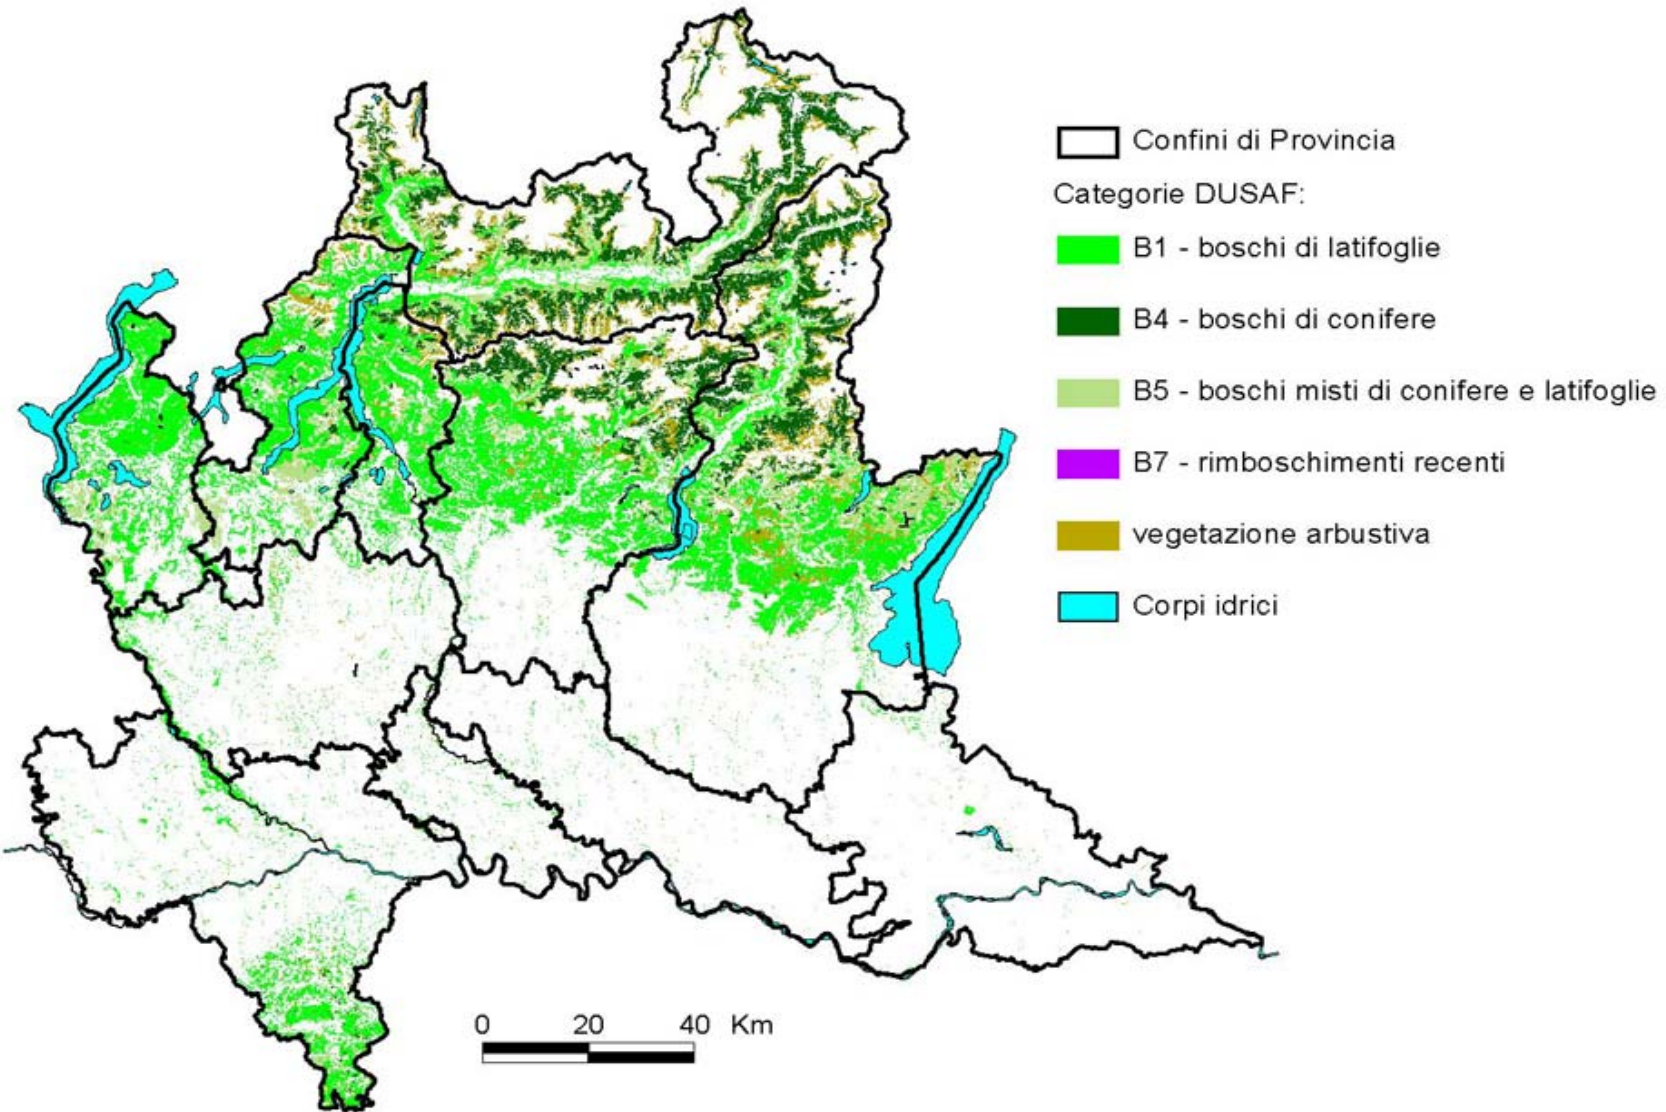 Confini di Provincia
Categorie DUSAF:
B1 - boschi di latifoglie
B4 - boschi di conifere
B5 - boschi misti di conifere e latifoglie
B7 - rimboschimenti recenti
vegetazione arbustiva
Corpi idrici
0 20 40 Km